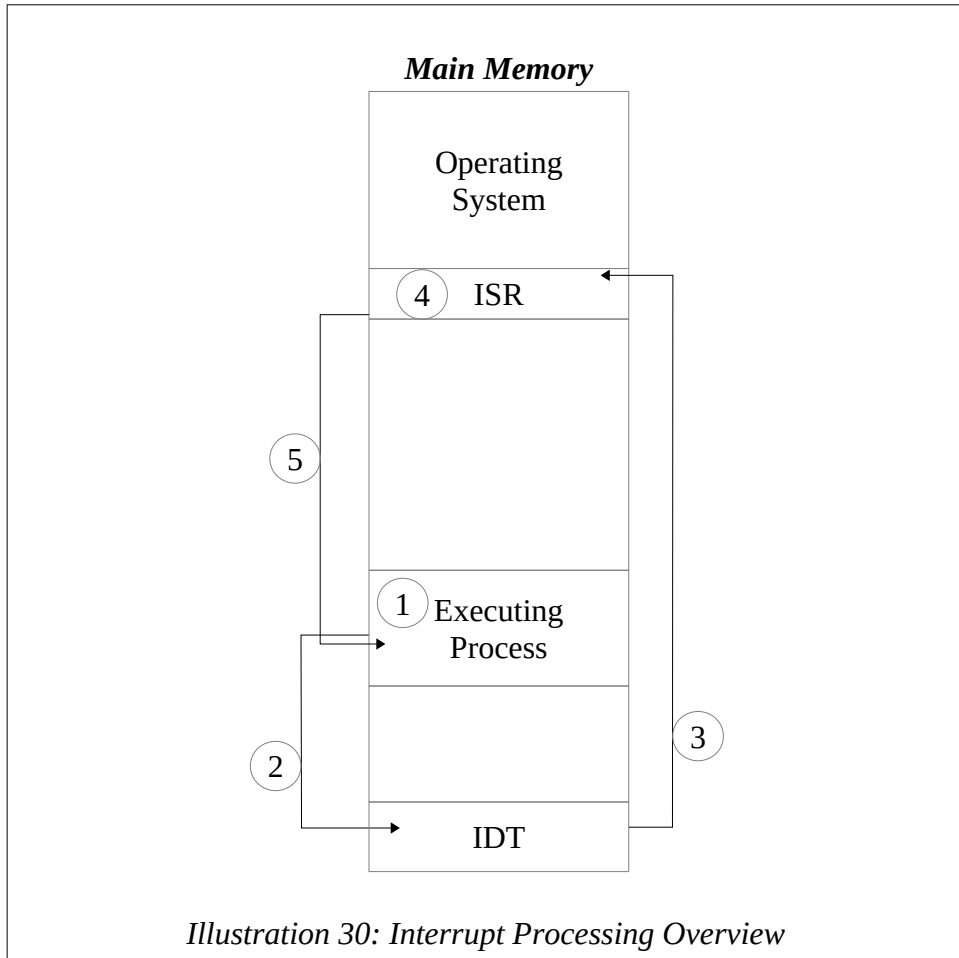 Main Memory
Operating
System
4 ISR
5
1 Executing
Process
3
2
IDT
Illustration 30: Interrupt Processing Overview